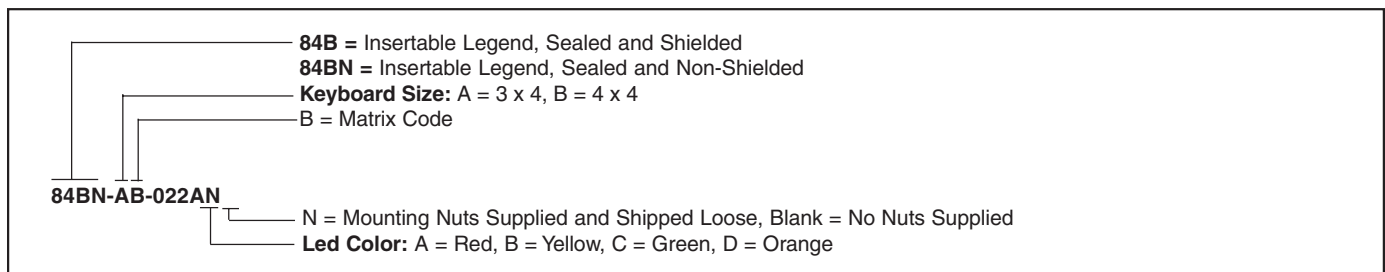 84B = Insertable Legend, Sealed and Shielded
84BN = Insertable Legend, Sealed and Non-Shielded
Keyboard Size: A = 3 x 4, B = 4 x 4
B = Matrix Code
84BN-AB-022AN
N = Mounting Nuts Supplied and Shipped Loose, Blank = No Nuts Supplied
Led Color: A = Red, B = Yellow, C = Green, D = Orange